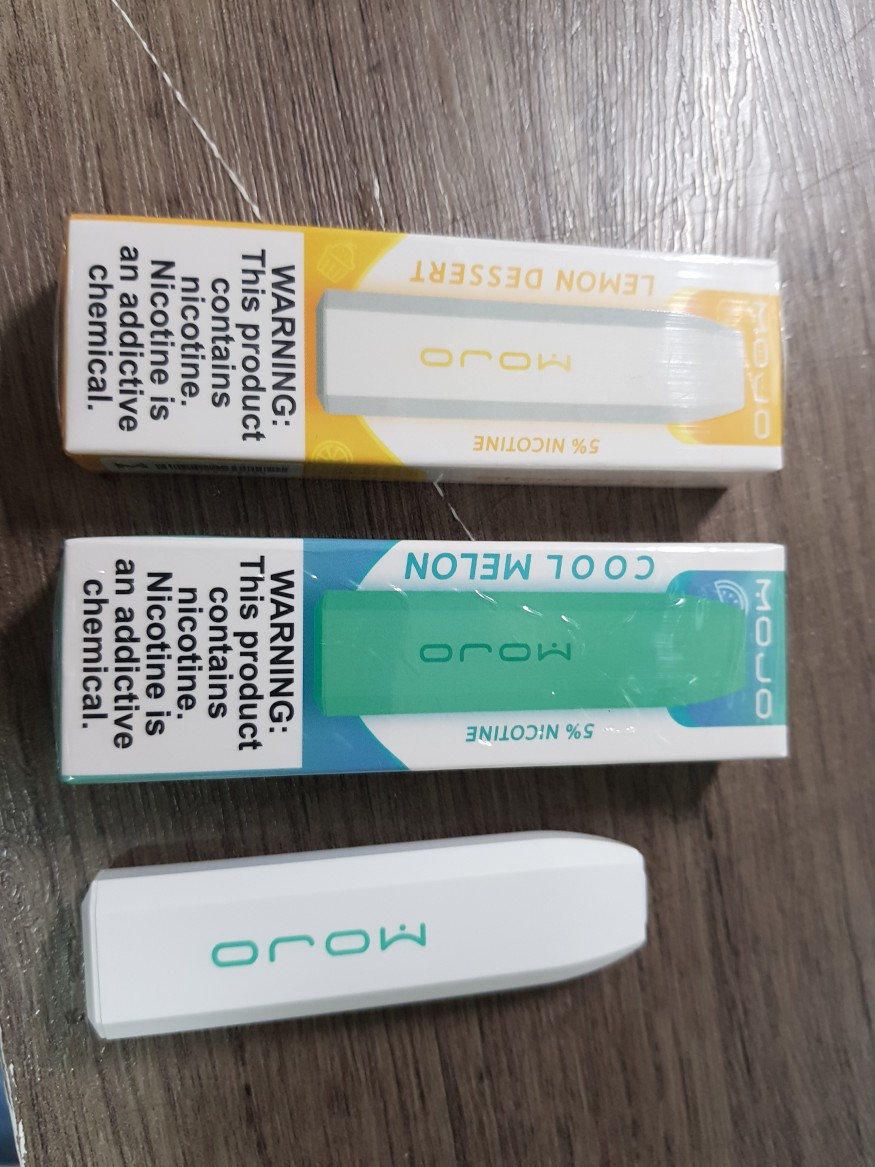 MOJO
LEMON DESSERT
MOJO
5% NICOTINE
WARNING:
This product
contains
nicotine.
Nicotine is
an addictive
chemical.
MOJO
COOL MELON
MOJO
5% NICOTINE
WARNING:
This product
contains
nicotine.
Nicotine is
an addictive
chemical.
MOJO